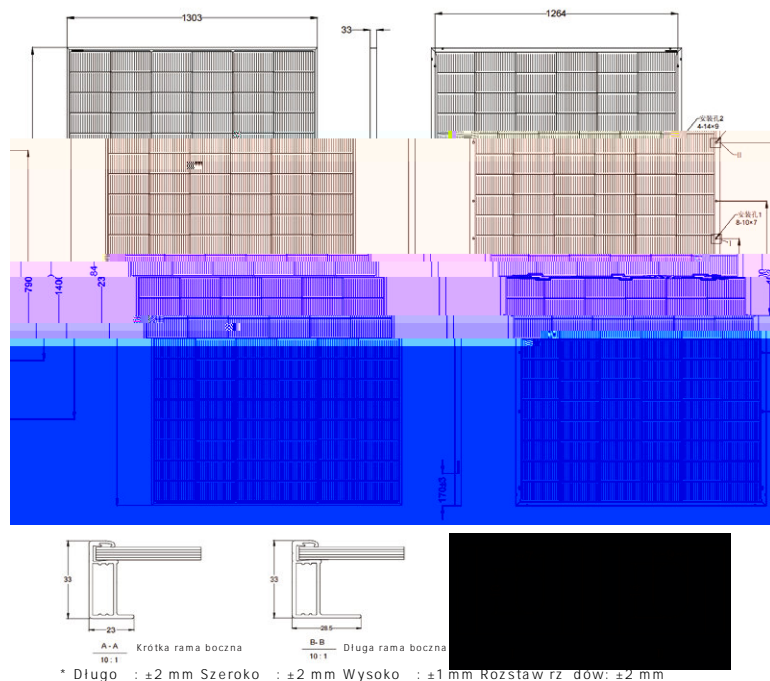 1303
1264
33
安装孔2
4-14×9
安装孔1
8-10×7
790
1400
170±3
33
33
23
28.5
A-A
10:1
Krótka rama boczna
B-B
10:1
Długa rama boczna
* Długo : ±2 mm Szeroko : ±2 mm Wysoko : ±1 mm Rozstaw rz dów: ±2 mm